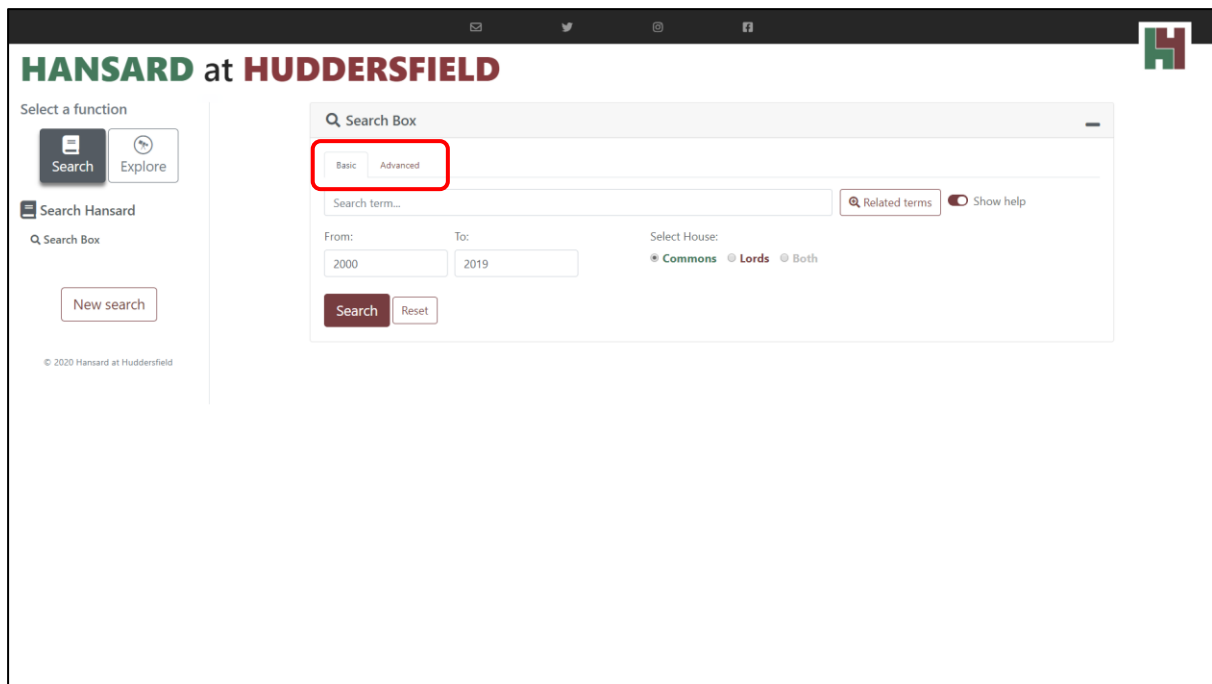 HANSARD at HUDDERSFIELD
Select a function
Search
Explore
Search Hansard
Search Box
New search
© 2020 Hansard at Huddersfield
Search Box
Basic Advanced
Search term...
Related terms
Show help
From: To: Select House:
2000 2019 Commons Lords Both
Search Reset